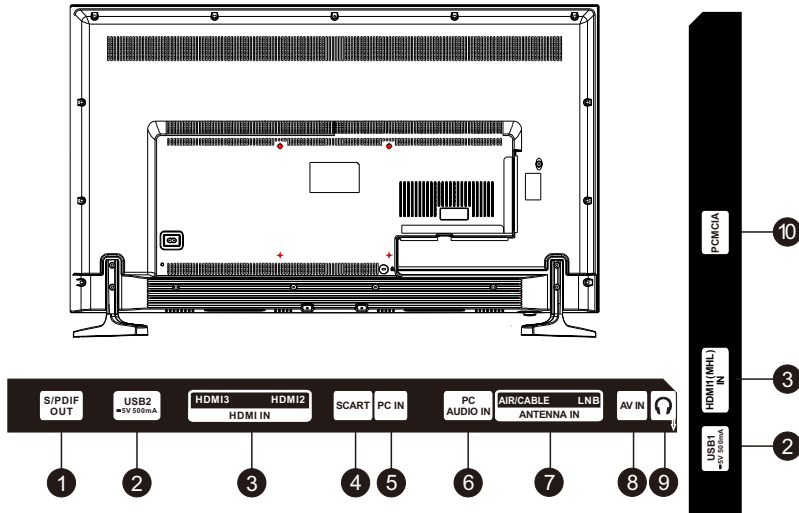 S/PDIF
OUT
USB2
⎓5V 500mA
HDMI3 HDMI2
HDMI IN
SCART
PC IN
PC
AUDIO IN
AIR/CABLE LNB
ANTENNA IN
AV IN
1
2
3
4
5
6
7
8
9
PCMCIA
10
HDMI1(MHL)
IN
3
USB1
⎓5V 500mA
2